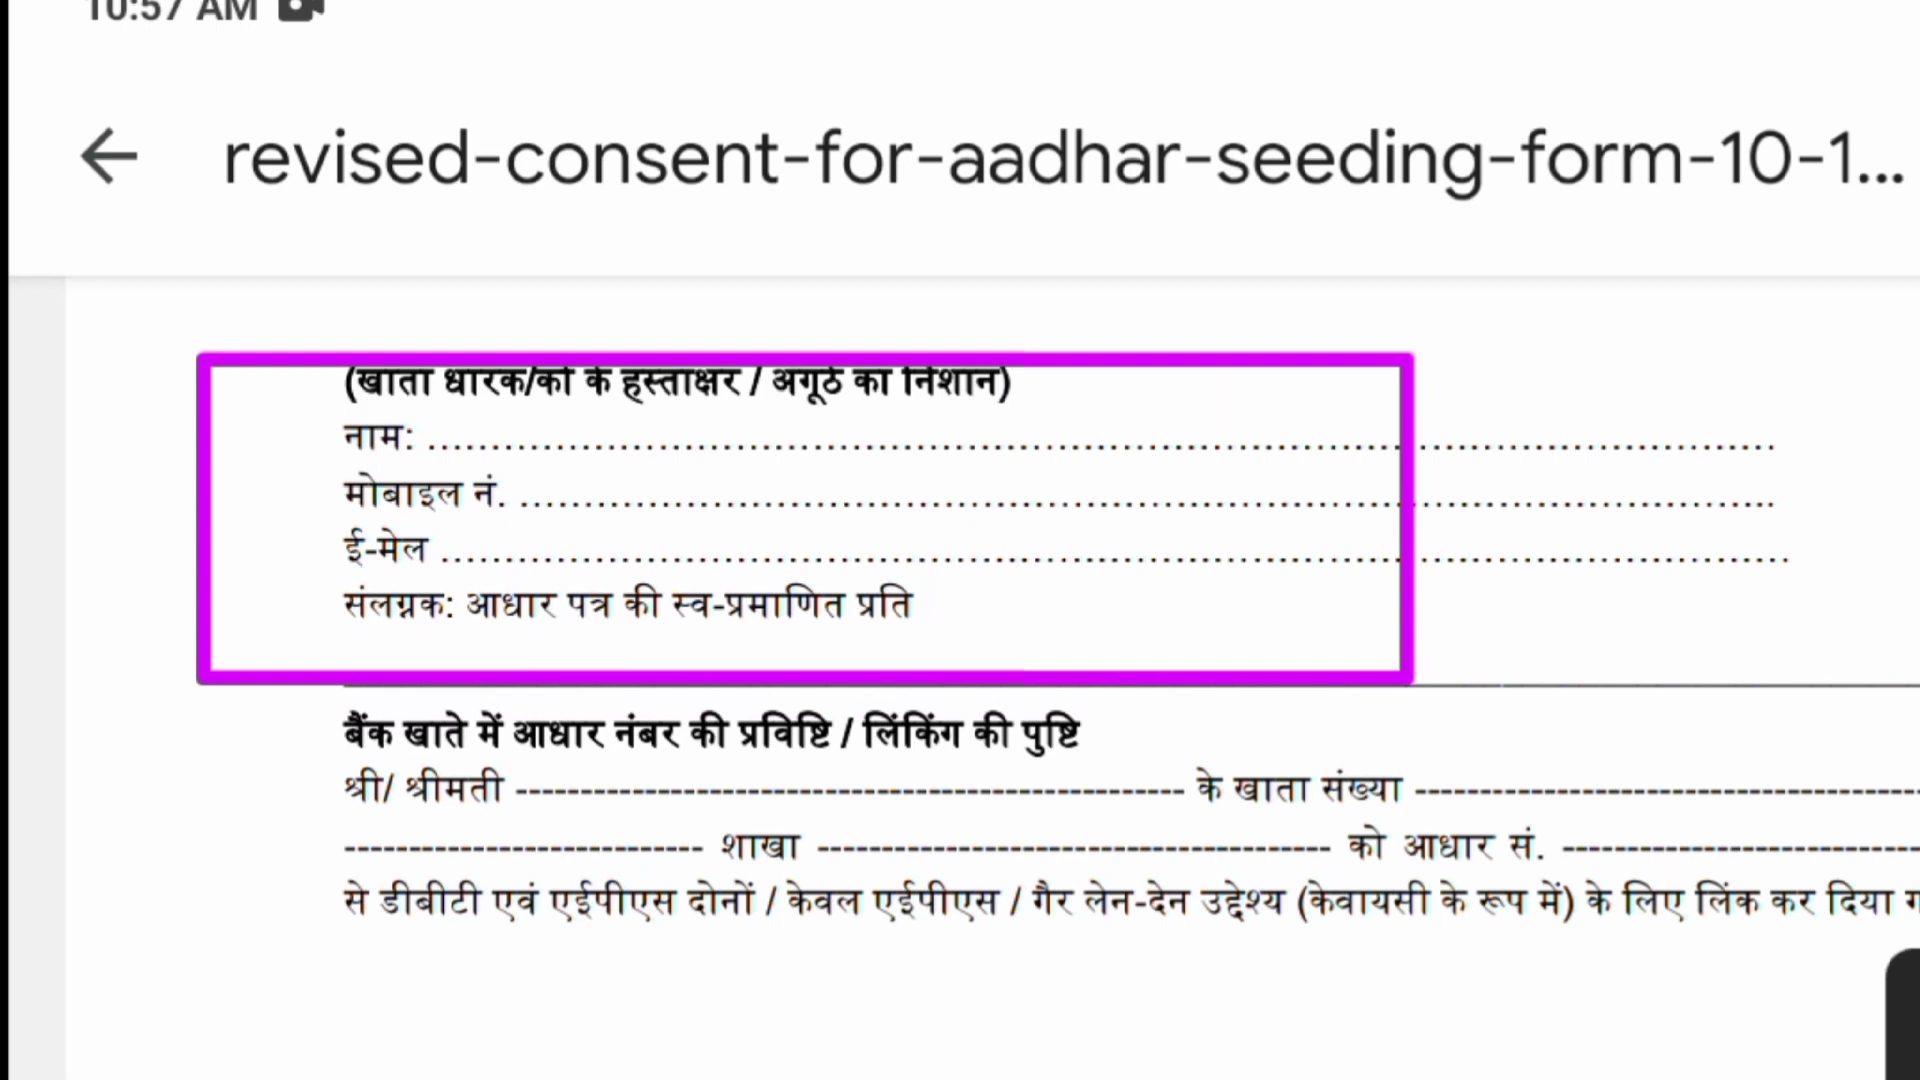 10:57 AM
revised-consent-for-aadhar-seeding-form-10-1...
(खाता धारक/कों के हस्ताक्षर / अंगूठे का निशान)
नाम: ....................................................................................
मोबाइल नं. ..............................................................................
ई-मेल ....................................................................................
संलग्नक: आधार पत्र की स्व-प्रमाणित प्रति
बैंक खाते में आधार नंबर की प्रविष्टि / लिंकिंग की पुष्टि
श्री/ श्रीमती --------------------------------------------------- के खाता संख्या ---------------------------------------
---------------------------- शाखा --------------------------------------- को आधार सं. ----------------------------
से डीबीटी एवं एईपीएस दोनों / केवल एईपीएस / गैर लेन-देन उद्देश्य (केवायसी के रूप में) के लिए लिंक कर दिया